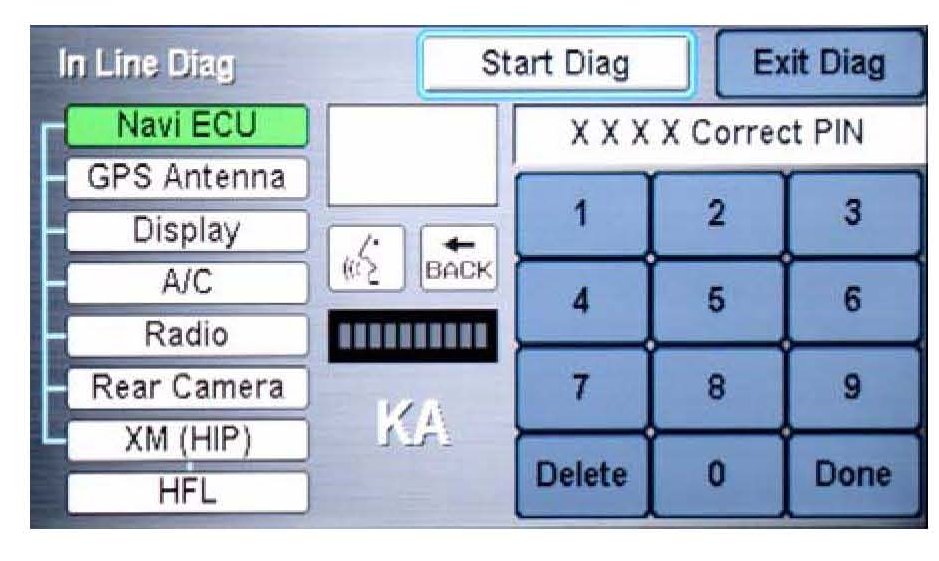 In Line Diag
Start Diag
Exit Diag
Navi ECU
GPS Antenna
Display
A/C
Radio
Rear Camera
XM (HIP)
HFL
BACK
KA
X X X X Correct PIN
1 2 3
4 5 6
7 8 9
Delete 0 Done